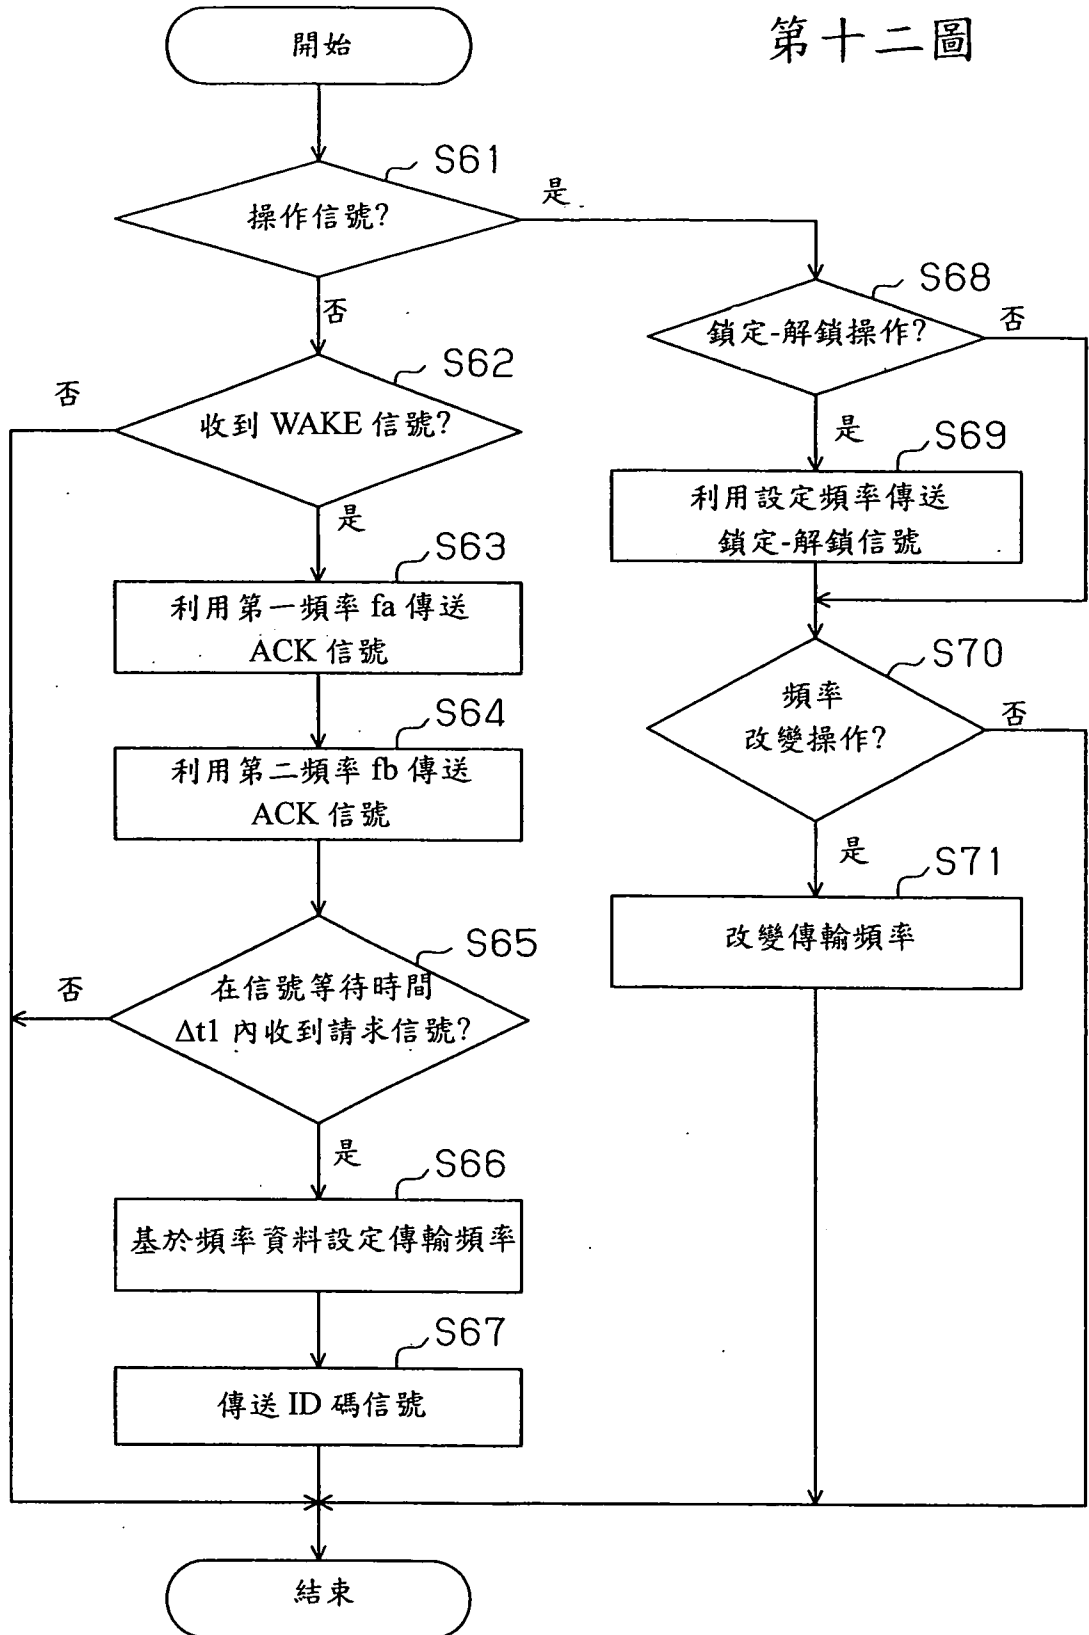 第十二圖
開始
S61
操作信號?
是
否
S62
收到 WAKE 信號?
否
是
S63
利用第一頻率 fa 傳送
ACK 信號
S64
利用第二頻率 fb 傳送
ACK 信號
S65
在信號等待時間
Δt1 內收到請求信號?
否
是
S66
基於頻率資料設定傳輸頻率
S67
傳送 ID 碼信號
S68
鎖定-解鎖操作?
否
是
S69
利用設定頻率傳送
鎖定-解鎖信號
S70
頻率
改變操作?
否
是
S71
改變傳輸頻率
結束